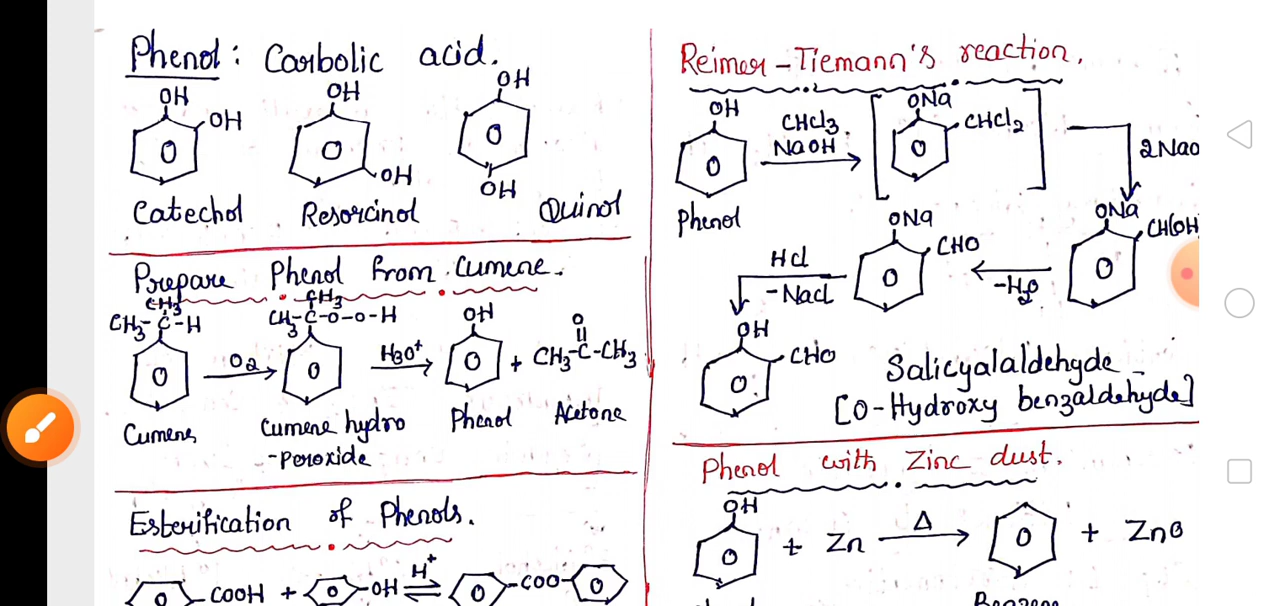 Phenol: Carbolic acid.
OH
OH
OH
OH
OH
OH
Catechol Resorcinol Quinol
Prepare Phenol from Cumene.
CH3
CH3-C-H
CH3
CH3-C-O-O-H
OH
O
O2
H3O+
+ CH3-C-CH3
Cumene
Cumene hydro
-peroxide
Phenol
Acetone
Esterification of Phenols.
COOH + OH H+ COO
Reimer-Tiemann's reaction.
OH
CHCl3
NaOH
ONa
CHCl2
2Nao
Phenol
ONa
CH(OH
-H2O
ONa
CHO
HCl
-NaCl
OH
CHO
Salicyalaldehyde
[O-Hydroxy benzaldehyde]
Phenol with Zinc dust.
OH
+ Zn Δ + ZnO